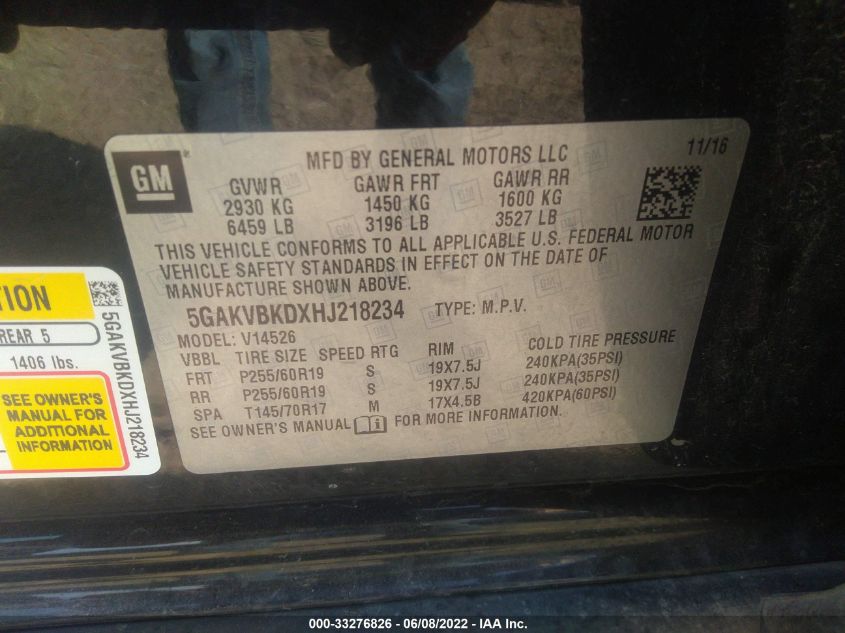 GM
MFD BY GENERAL MOTORS LLC
11/16
GVWR GAWR FRT GAWR RR
2930 KG 1450 KG 1600 KG
6459 LB 3196 LB 3527 LB
THIS VEHICLE CONFORMS TO ALL APPLICABLE U.S. FEDERAL MOTOR
VEHICLE SAFETY STANDARDS IN EFFECT ON THE DATE OF
MANUFACTURE SHOWN ABOVE.
5GAKVBKDXHJ218234 TYPE: M.P.V.
MODEL: V14526
VBBL TIRE SIZE SPEED RTG RIM COLD TIRE PRESSURE
FRT P255/60R19 S 19X7.5J 240KPA(35PSI)
RR P255/60R19 S 19X7.5J 240KPA(35PSI)
SPA T145/70R17 M 17X4.5B 420KPA(60PSI)
SEE OWNER'S MANUAL FOR MORE INFORMATION.
REAR 5
1406 lbs.
SEE OWNER'S
MANUAL FOR
ADDITIONAL
INFORMATION
5GAKVBKDXHJ218234
000-33276826 - 06/08/2022 - IAA Inc.